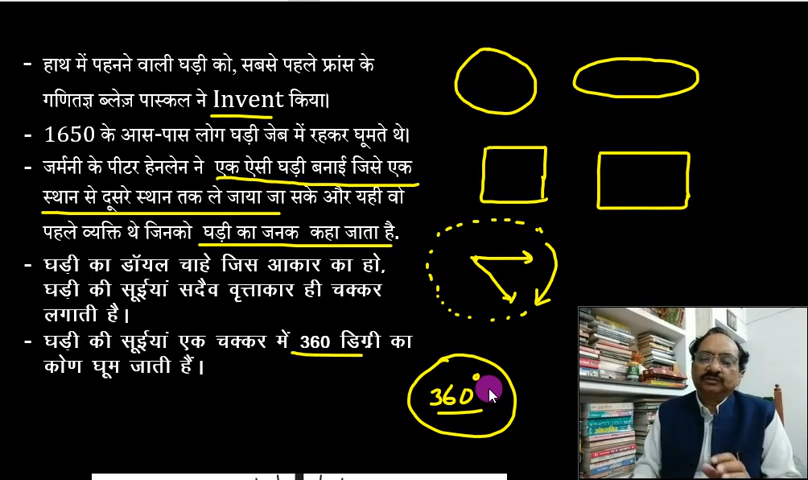 - हाथ में पहनने वाली घड़ी को, सबसे पहले फ्रांस के
गणितज्ञ ब्लेज़ पास्कल ने Invent किया।
- 1650 के आस-पास लोग घड़ी जेब में रहकर घूमते थे।
- जर्मनी के पीटर हेनलेन ने एक ऐसी घड़ी बनाई जिसे एक
स्थान से दूसरे स्थान तक ले जाया जा सके और यही वो
पहले व्यक्ति थे जिनको घड़ी का जनक कहा जाता है.
- घड़ी का डॉयल चाहे जिस आकार का हो,
घड़ी की सूईयां सदैव वृत्ताकार ही चक्कर
लगाती है।
- घड़ी की सूईयां एक चक्कर में 360 डिग्री का
कोण घूम जाती हैं।
360°